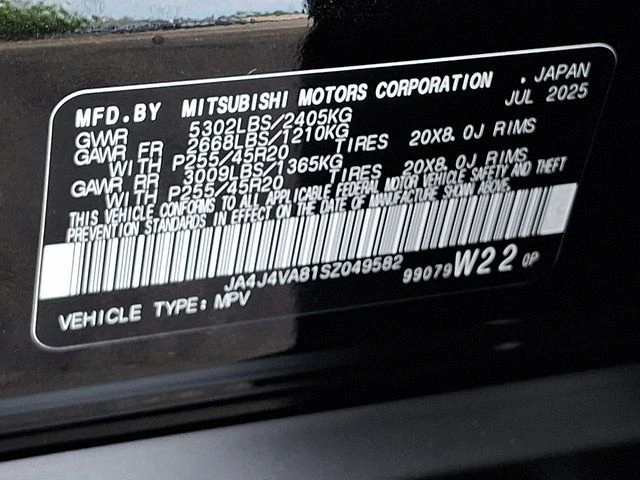 MFD.BY MITSUBISHI MOTORS CORPORATION . JAPAN
GVWR 5302LBS/2405KG JUL 2025
GAWR FR 2668LBS/1210KG
WITH P255/45R20 TIRES 20X8.0J RIMS
GAWR RR 3009LBS/1365KG
WITH P255/45R20 TIRES 20X8.0J RIMS
THIS VEHICLE CONFORMS TO ALL APPLICABLE FEDERAL MOTOR VEHICLE SAFETY AND THEFT
PREVENTION STANDARDS IN EFFECT ON THE DATE OF MANUFACTURE SHOWN ABOVE.
JA4J4VA81SZ049582
VEHICLE TYPE: MPV 99079 W22 0P